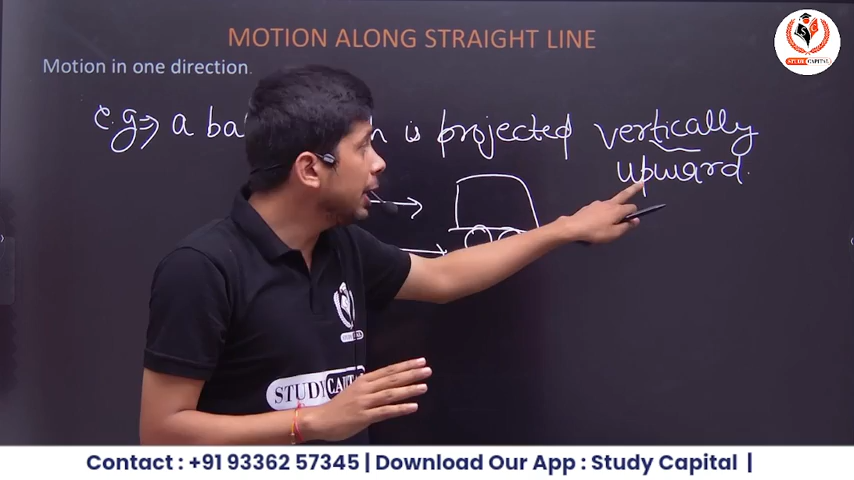 MOTION ALONG STRAIGHT LINE
STUDY CAPITAL
Motion in one direction.
e.g⇒ a ba is projected vertically
upward.
STUDY CAPITAL
Contact : +91 93362 57345 | Download Our App : Study Capital |